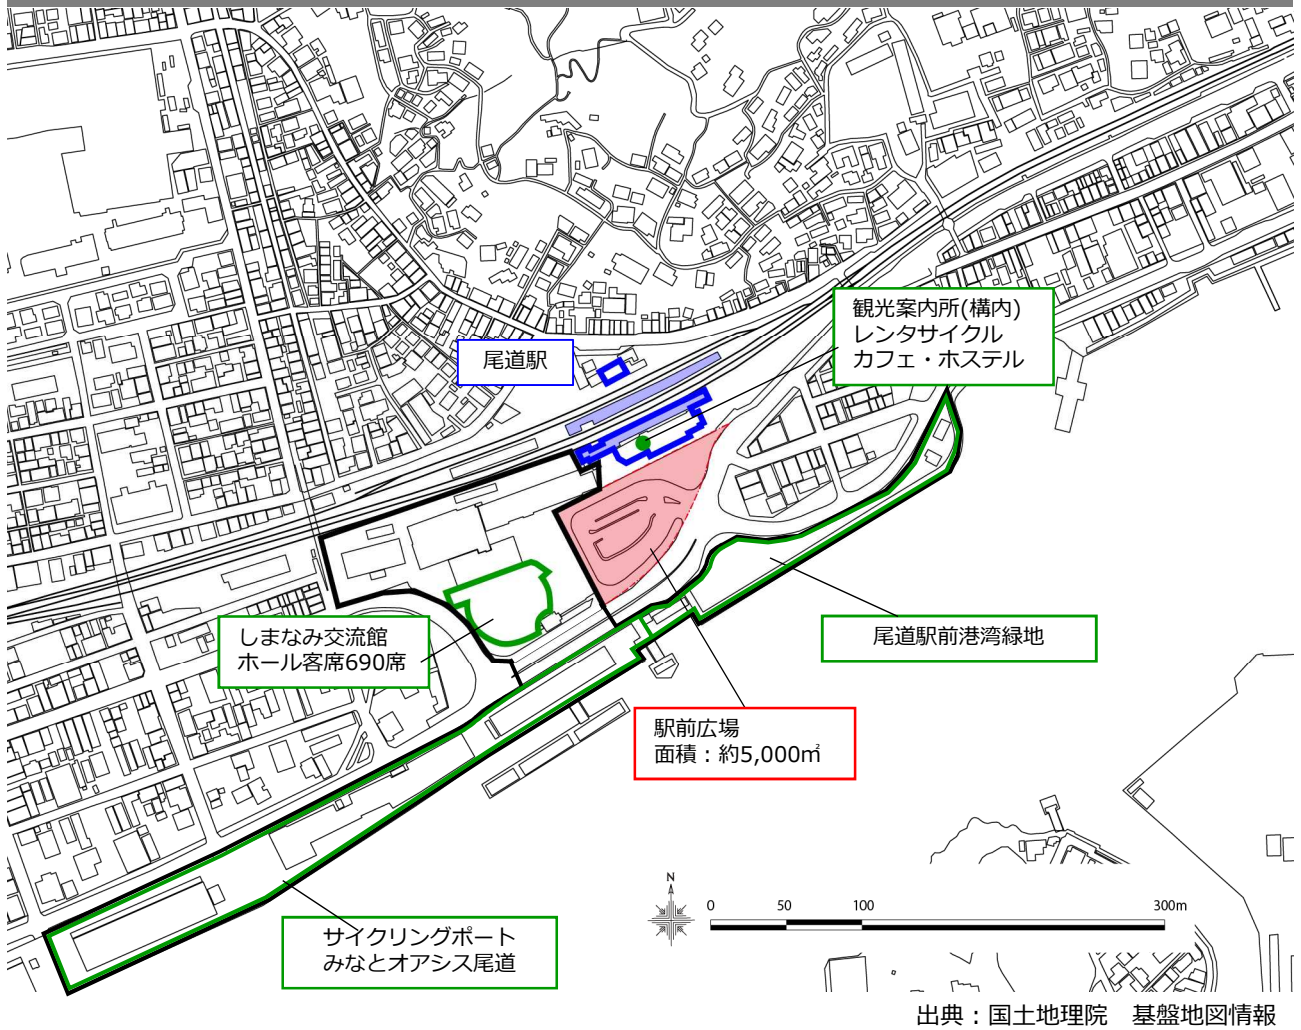 観光案内所(構内)
レンタサイクル
カフェ・ホステル
尾道駅
しまなみ交流館
ホール客席690席
尾道駅前港湾緑地
駅前広場
面積：約5,000㎡
サイクリングポート
みなとオアシス尾道
N
0 50 100 300m
出典：国土地理院　基盤地図情報